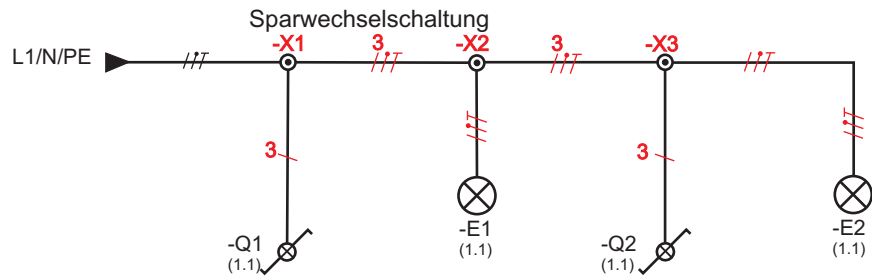 Sparwechselschaltung
L1/N/PE
-X1
3
-X2
3
-X3
3
3
-Q1
(1.1)
-E1
(1.1)
-Q2
(1.1)
-E2
(1.1)